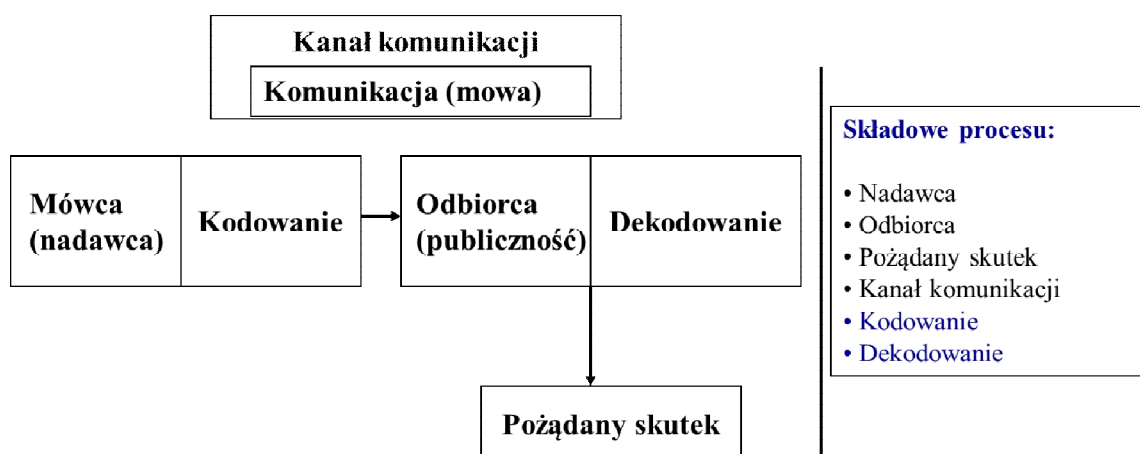 Kanał komunikacji
Komunikacja (mowa)
Mówca
(nadawca)
Kodowanie
Odbiorca
(publiczność)
Dekodowanie
Pożądany skutek
Składowe procesu:
• Nadawca
• Odbiorca
• Pożądany skutek
• Kanał komunikacji
• Kodowanie
• Dekodowanie